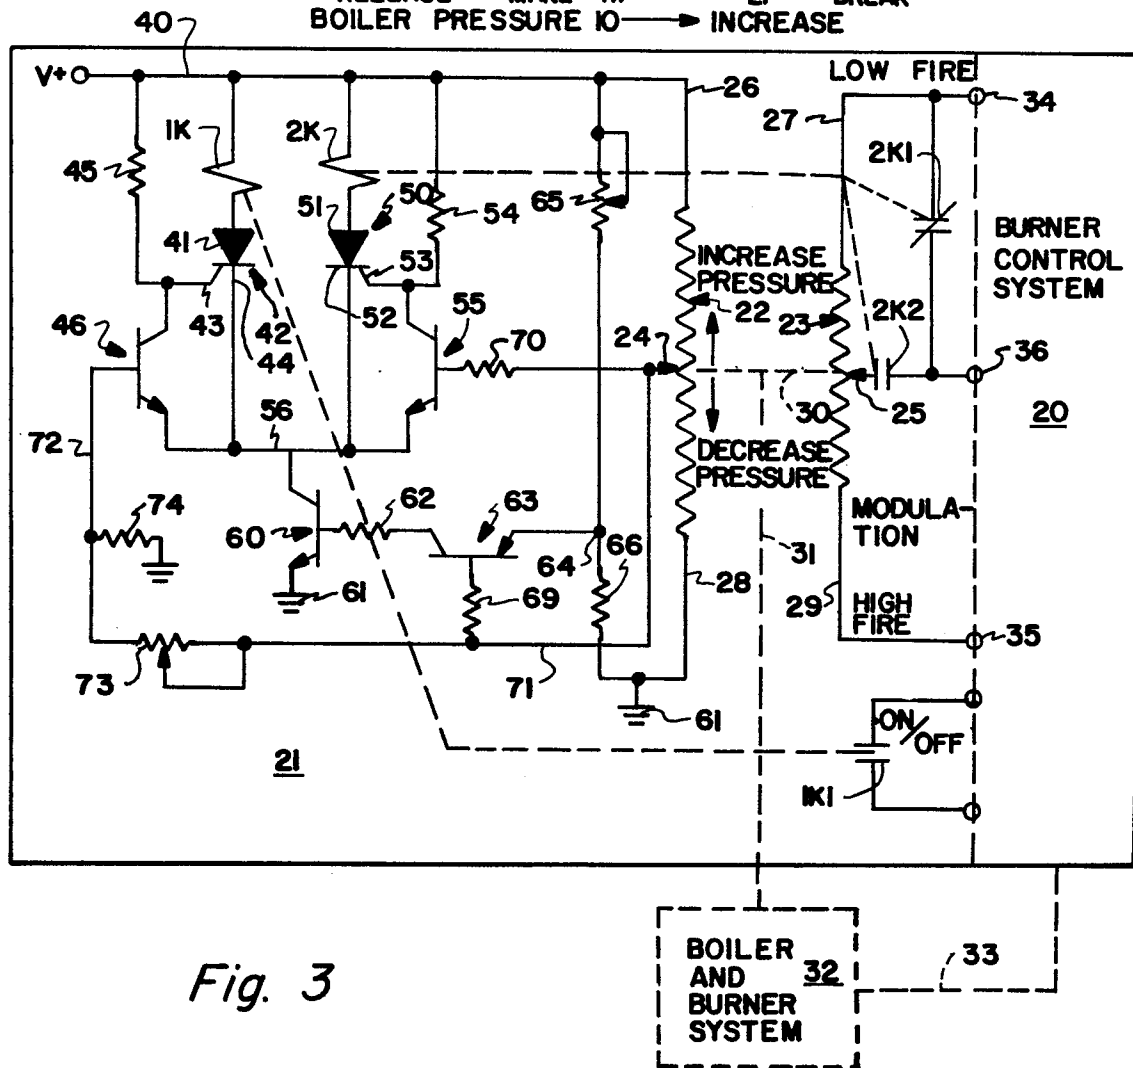 BOILER PRESSURE 10 INCREASE
40
V+
LOW FIRE
26
34
1K
2K
27
2K1
45
51
50
54
65
41
53
INCREASE
PRESSURE
BURNER
CONTROL
SYSTEM
46
43
42
52
55
22
23
2K2
44
70
24
36
56
30
25
20
72
DECREASE
PRESSURE
74
62
63
MODULA-
TION
60
64
66
31
61
69
28
29
HIGH
FIRE
35
73
71
61
ON/OFF
21
1K1
BOILER
AND
BURNER
SYSTEM
32
33
Fig. 3